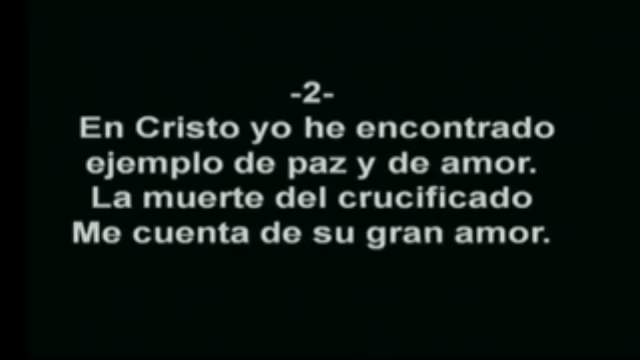 -2-
En Cristo yo he encontrado
ejemplo de paz y de amor.
La muerte del crucificado
Me cuenta de su gran amor.